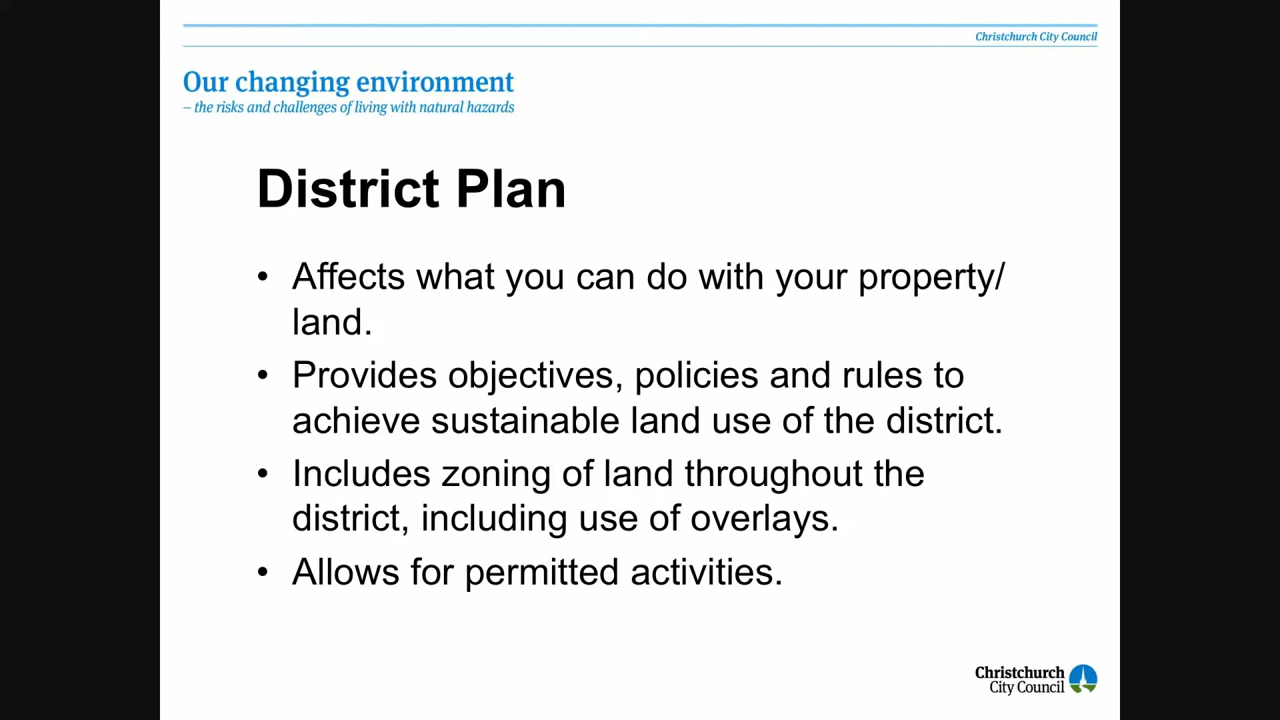 Christchurch City Council
Our changing environment
– the risks and challenges of living with natural hazards
District Plan
• Affects what you can do with your property/
land.
• Provides objectives, policies and rules to
achieve sustainable land use of the district.
• Includes zoning of land throughout the
district, including use of overlays.
• Allows for permitted activities.
Christchurch
City Council